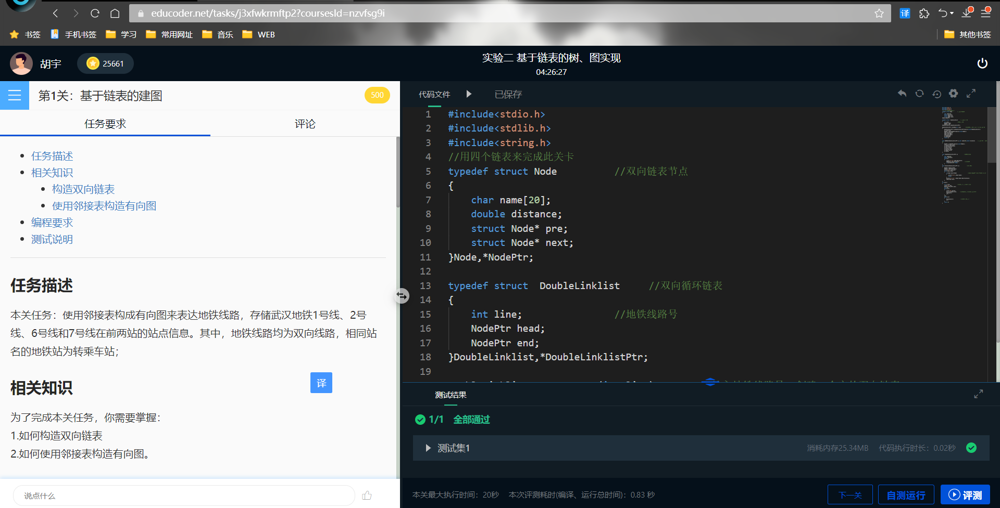 educoder.net/tasks/j3xfwkrmftp2?coursesId=nzvfsg9i
译
书签
手机书签
学习
常用网址
音乐
WEB
其他书签
胡宇
25661
实验二 基于链表的树、图实现
04:26:27
第1关：基于链表的建图
500
任务要求
评论
任务描述
相关知识
构造双向链表
使用邻接表构造有向图
编程要求
测试说明
任务描述
本关任务：使用邻接表构成有向图来表达地铁线路，存储武汉地铁1号线、2号
线、6号线和7号线在前两站的站点信息。其中，地铁线路均为双向线路，相同站
名的地铁站为转乘车站；
相关知识
译
为了完成本关任务，你需要掌握：
1.如何构造双向链表
2.如何使用邻接表构造有向图。
说点什么
代码文件
已保存
1 #include<stdio.h>
2 #include<stdlib.h>
3 #include<string.h>
4 //用四个链表来完成此关卡
5 typedef struct Node //双向链表节点
6 {
7 char name[20];
8 double distance;
9 struct Node* pre;
10 struct Node* next;
11 }Node,*NodePtr;
12
13 typedef struct  DoubleLinklist //双向循环链表
14 {
15 int line; //地铁线路号
16 NodePtr head;
17 NodePtr end;
18 }DoubleLinklist,*DoubleLinklistPtr;
19
测试结果
1/1 全部通过
测试集1
消耗内存25.34MB 代码执行时长：0.02秒
本关最大执行时间：20秒 本次评测耗时(编译、运行总时间)：0.83 秒
下一关
自测运行
评测